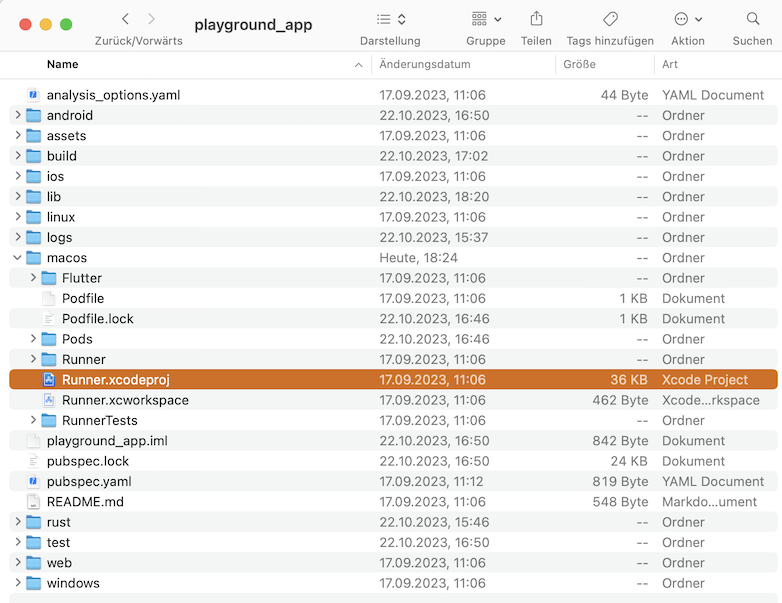 playground_app
Zurück/Vorwärts Darstellung Gruppe Teilen Tags hinzufügen Aktion Suchen
Name Änderungsdatum Größe Art
analysis_options.yaml 17.09.2023, 11:06 44 Byte YAML Document
android 22.10.2023, 16:50 -- Ordner
assets 17.09.2023, 11:06 -- Ordner
build 22.10.2023, 17:02 -- Ordner
ios 17.09.2023, 11:06 -- Ordner
lib 22.10.2023, 18:20 -- Ordner
linux 17.09.2023, 11:06 -- Ordner
logs 22.10.2023, 15:37 -- Ordner
macos Heute, 18:24 -- Ordner
Flutter 17.09.2023, 11:06 -- Ordner
Podfile 17.09.2023, 11:06 1 KB Dokument
Podfile.lock 22.10.2023, 16:46 1 KB Dokument
Pods 22.10.2023, 16:46 -- Ordner
Runner 17.09.2023, 11:06 -- Ordner
Runner.xcodeproj 17.09.2023, 11:06 36 KB Xcode Project
Runner.xcworkspace 17.09.2023, 11:06 462 Byte Xcode...rkspace
RunnerTests 17.09.2023, 11:06 -- Ordner
playground_app.iml 22.10.2023, 16:50 842 Byte Dokument
pubspec.lock 22.10.2023, 16:50 24 KB Dokument
pubspec.yaml 17.09.2023, 11:12 819 Byte YAML Document
README.md 17.09.2023, 11:06 548 Byte Markdo...ument
rust 22.10.2023, 15:46 -- Ordner
test 22.10.2023, 16:50 -- Ordner
web 17.09.2023, 11:06 -- Ordner
windows 17.09.2023, 11:06 -- Ordner